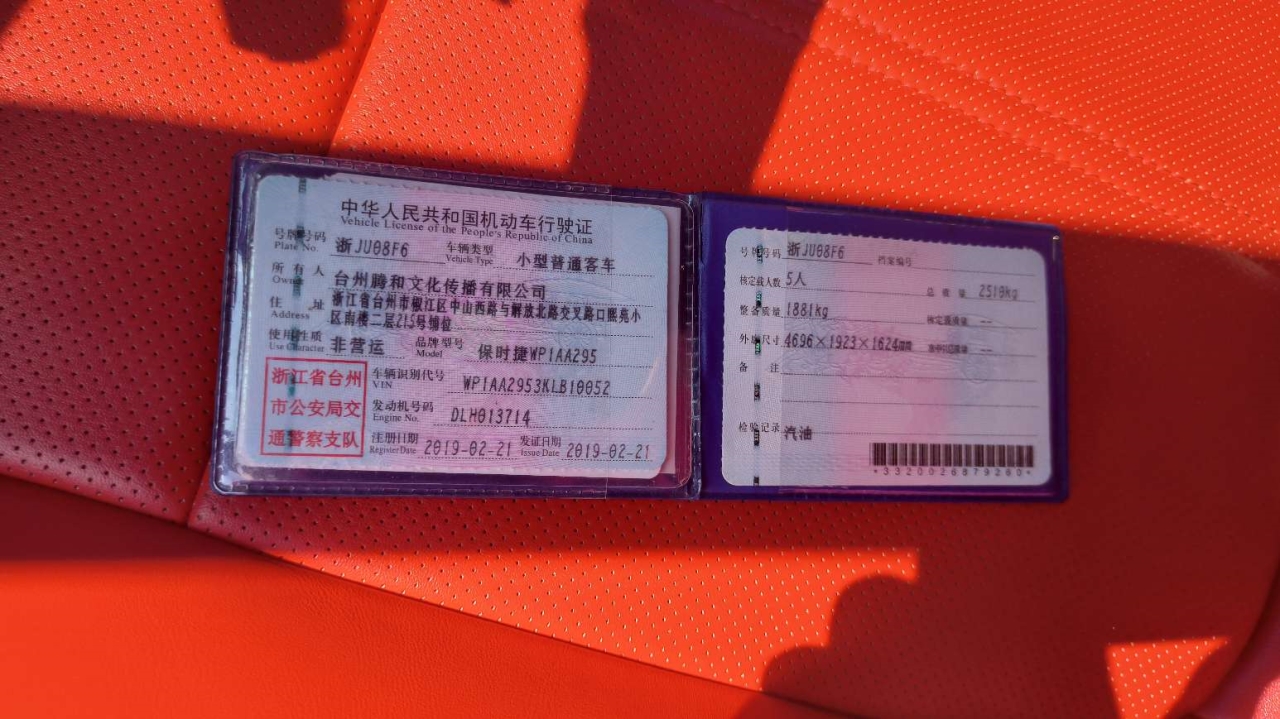 中华人民共和国机动车行驶证
Vehicle License of the People's Republic of China
号牌号码 浙JU08F6 车辆类型 小型普通客车
Plate No. Vehicle Type
所有人 台州腾和文化传播有限公司
Owner
住址 浙江省台州市椒江区中山西路与解放北路交叉路口熙苑小
Address 区南楼二层215号铺位
使用性质 非营运 品牌型号 保时捷WP1AA295
Use Character Model
浙江省台州
市公安局交
通警察支队
车辆识别代号 WP1AA2953KLB10052
VIN
发动机号码 DLH013714
Engine No.
注册日期 2019-02-21 发证日期 2019-02-21
Register Date Issue Date
号牌号码 浙JU08F6 档案编号
核定载人数 5人 总质量 2510kg
整备质量 1881kg 核定载质量 --
外廓尺寸 4696×1923×1624mm 准牵引总质量 --
备注
检验记录 汽油
*3320026879260*